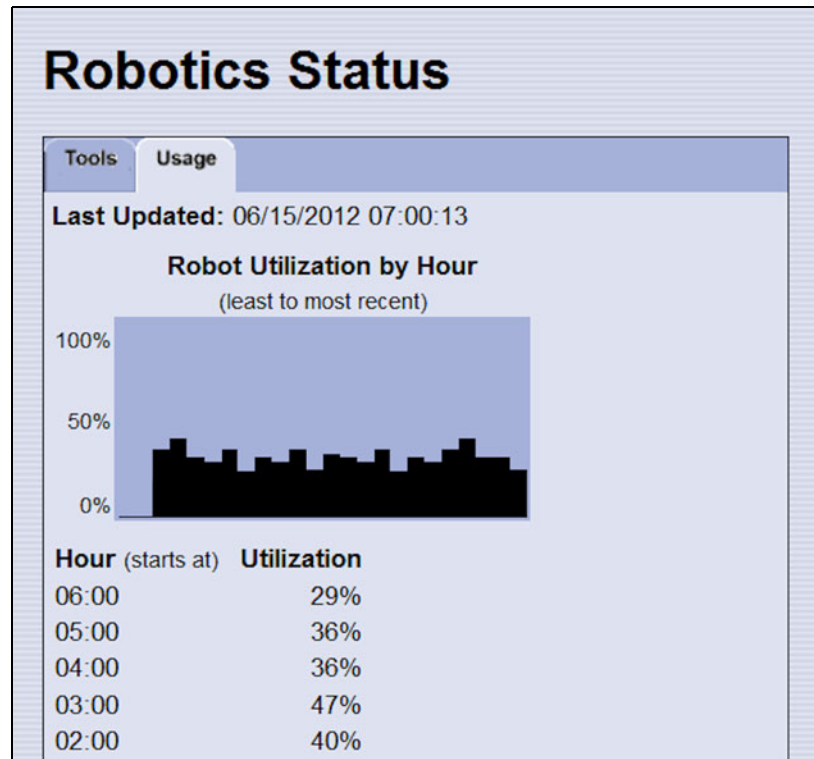 Robotics Status
Tools Usage
Last Updated: 06/15/2012 07:00:13
Robot Utilization by Hour
(least to most recent)
100%
50%
0%
Hour (starts at) Utilization
06:00 29%
05:00 36%
04:00 36%
03:00 47%
02:00 40%